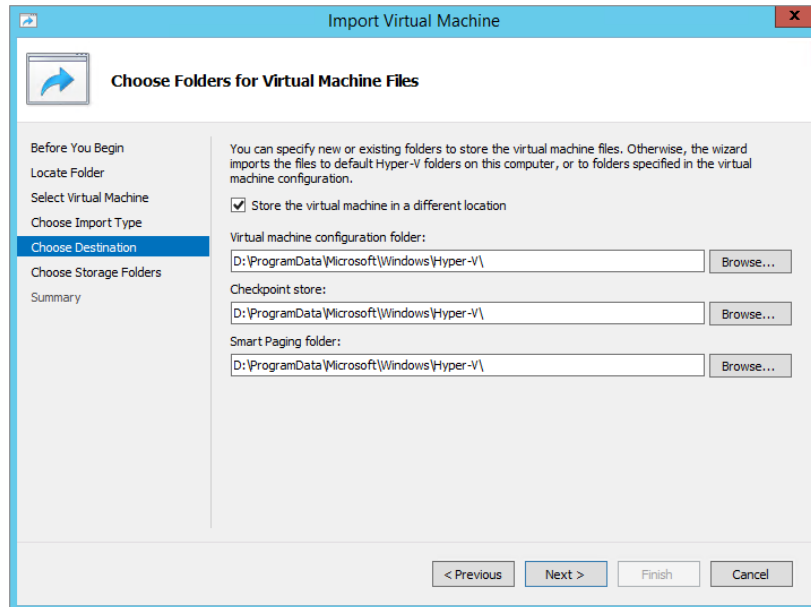 Import Virtual Machine
x
Choose Folders for Virtual Machine Files
Before You Begin
Locate Folder
Select Virtual Machine
Choose Import Type
Choose Destination
Choose Storage Folders
Summary
You can specify new or existing folders to store the virtual machine files. Otherwise, the wizard
imports the files to default Hyper-V folders on this computer, or to folders specified in the virtual
machine configuration.
Store the virtual machine in a different location
Virtual machine configuration folder:
D:\ProgramData\Microsoft\Windows\Hyper-V\
Browse...
Checkpoint store:
D:\ProgramData\Microsoft\Windows\Hyper-V\
Browse...
Smart Paging folder:
D:\ProgramData\Microsoft\Windows\Hyper-V\
Browse...
< Previous
Next >
Finish
Cancel